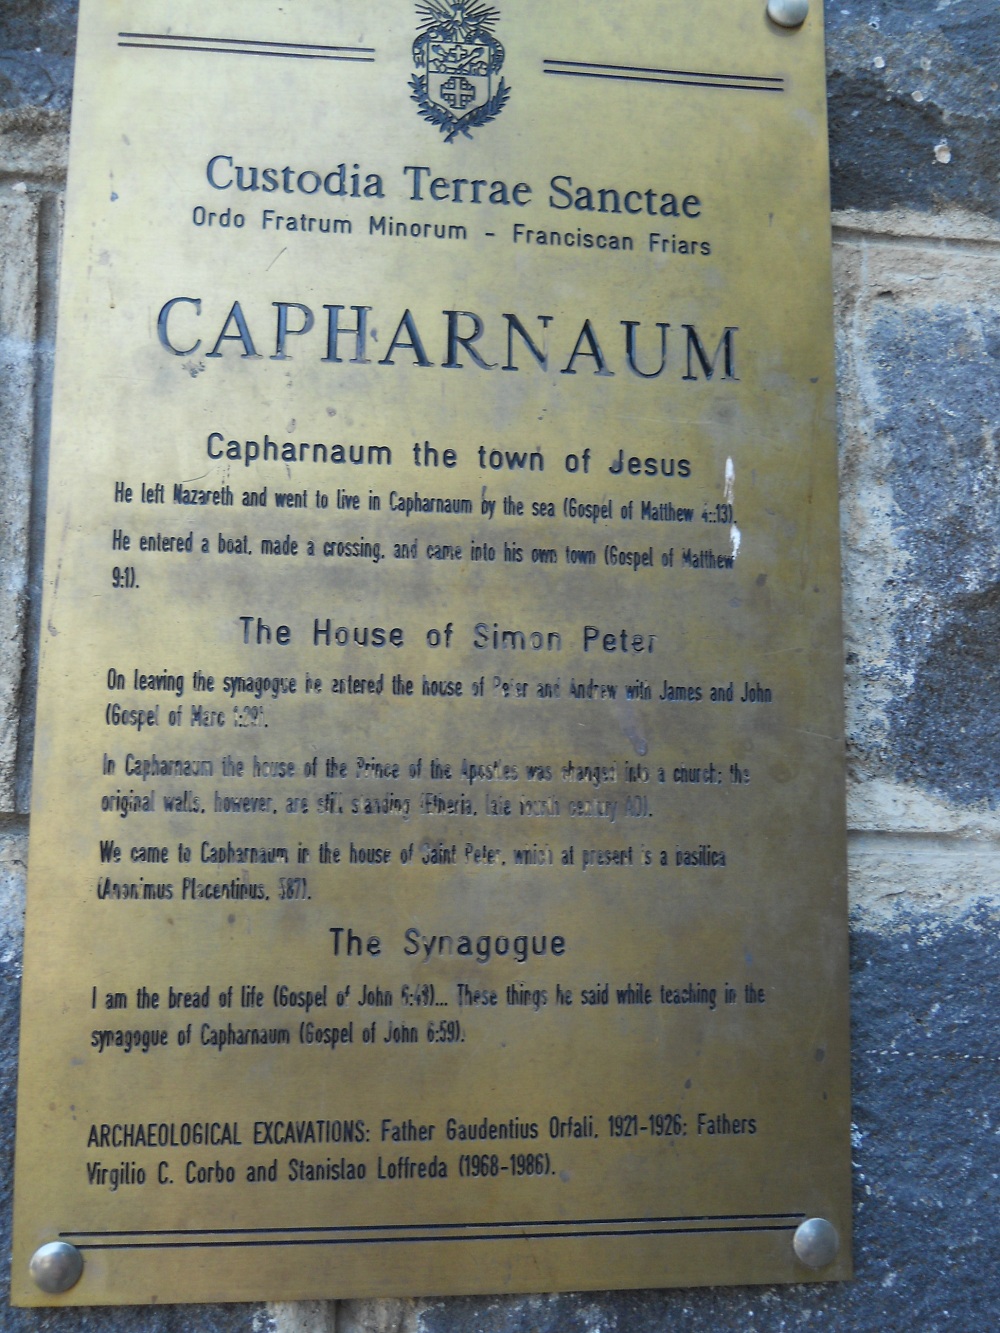 Custodia Terrae Sanctae
Ordo Fratrum Minorum - Franciscan Friars
CAPHARNAUM
Capharnaum the town of Jesus
He left Nazareth and went to live in Capharnaum by the sea (Gospel of Matthew 4:13).
He entered a boat, made a crossing, and came into his own town (Gospel of Matthew
9:1).
The House of Simon Peter
On leaving the synagogue he entered the house of Peter and Andrew with James and John
(Gospel of Marc 1:29).
In Capharnaum the house of the Prince of the Apostles was changed into a church; the
original walls, however, are still standing (Etheria, late fourth century AD).
We came to Capharnaum in the house of Saint Peter, which at present is a basilica
(Anonimus Placentinus, 587).
The Synagogue
I am the bread of life (Gospel of John 6:48)... These things he said while teaching in the
synagogue of Capharnaum (Gospel of John 6:59).
ARCHAEOLOGICAL EXCAVATIONS: Father Gaudentius Orfali, 1921-1926; Fathers
Virgilio C. Corbo and Stanislao Loffreda (1968-1986).